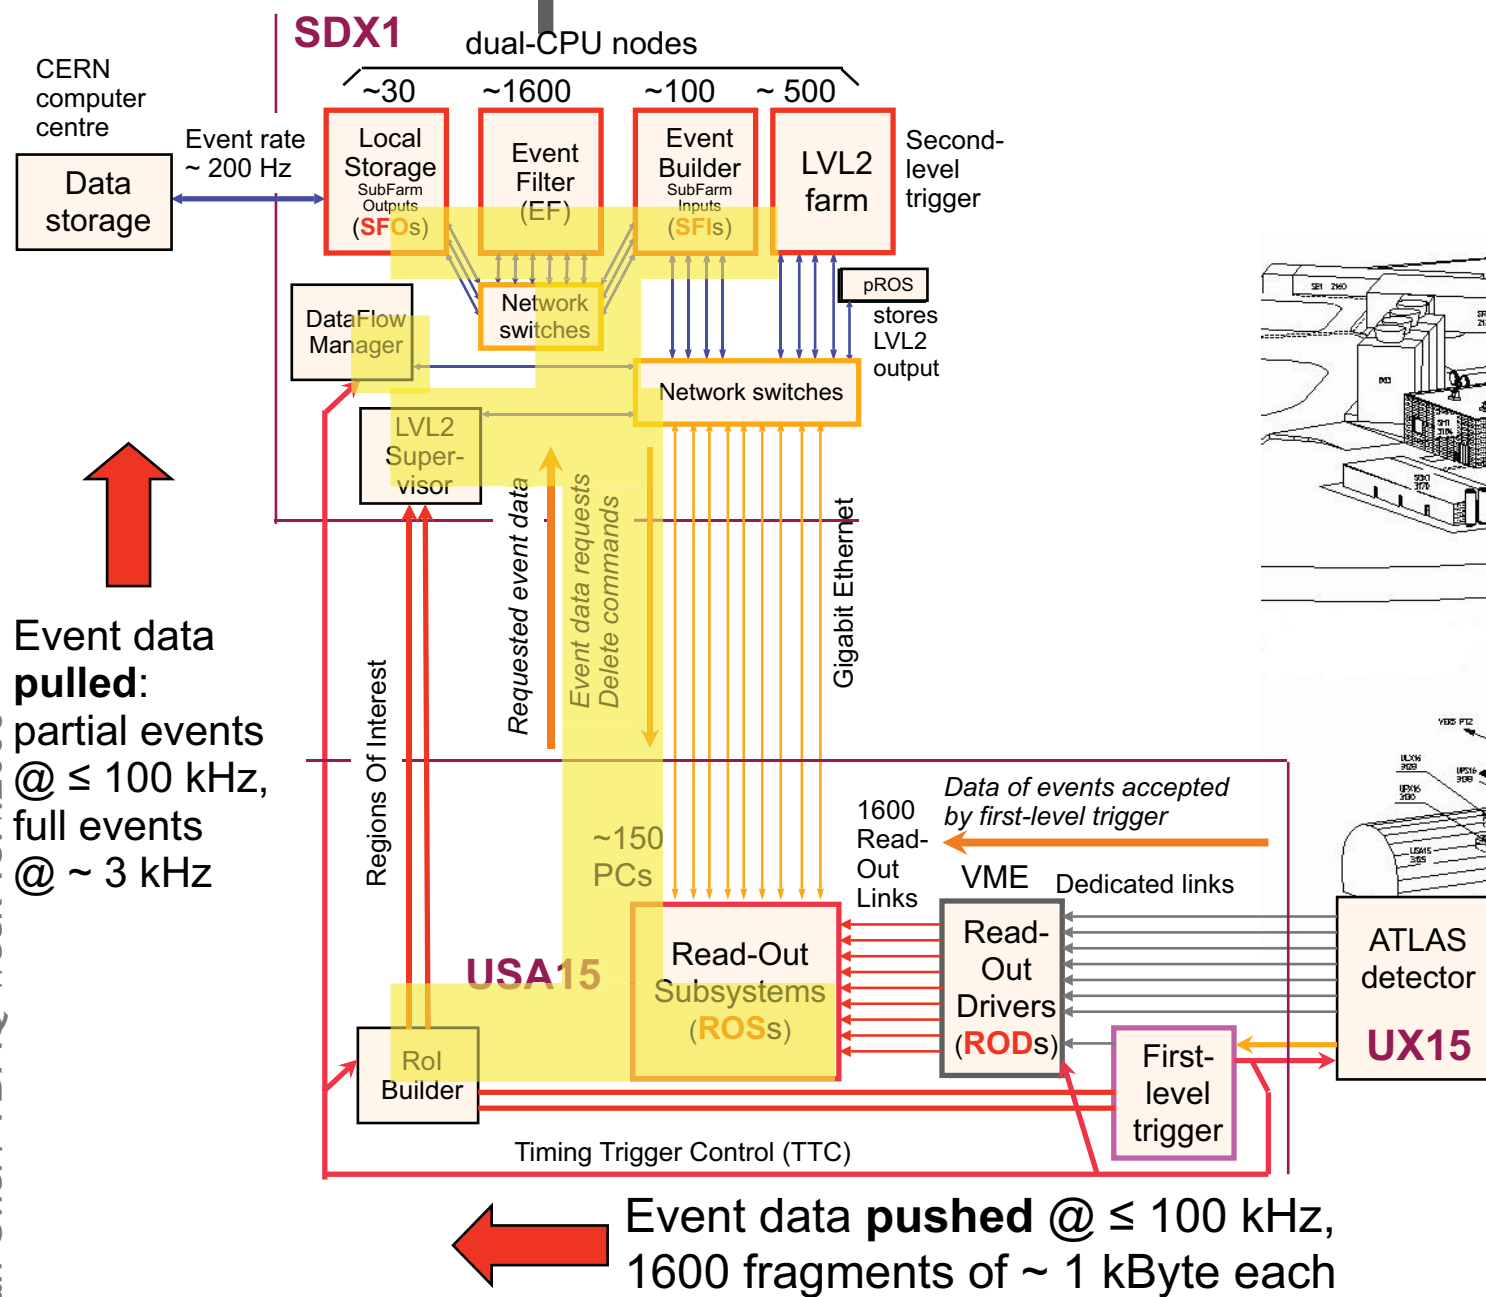 SDX1
dual-CPU nodes
CERN
computer
centre
~30
~1600
~100
~ 500
Event rate
~ 200 Hz
Data
storage
Local
Storage
SubFarm
Outputs
(SFOs)
Event
Filter
(EF)
Event
Builder
SubFarm
Inputs
(SFIs)
LVL2
farm
Second-
level
trigger
pROS
stores
LVL2
output
Network
switches
DataFlow
Manager
Network switches
LVL2
Super-
visor
Requested event data
Event data requests
Delete commands
Gigabit Ethernet
Regions Of Interest
Event data
pulled:
partial events
@ ≤ 100 kHz,
full events
@ ~ 3 kHz
~150
PCs
1600
Read-
Out
Links
Data of events accepted
by first-level trigger
VME
Dedicated links
USA15
Read-Out
Subsystems
(ROSs)
Read-
Out
Drivers
(RODs)
ATLAS
detector
UX15
RoI
Builder
First-
level
trigger
Timing Trigger Control (TTC)
Event data pushed @ ≤ 100 kHz,
1600 fragments of ~ 1 kByte each